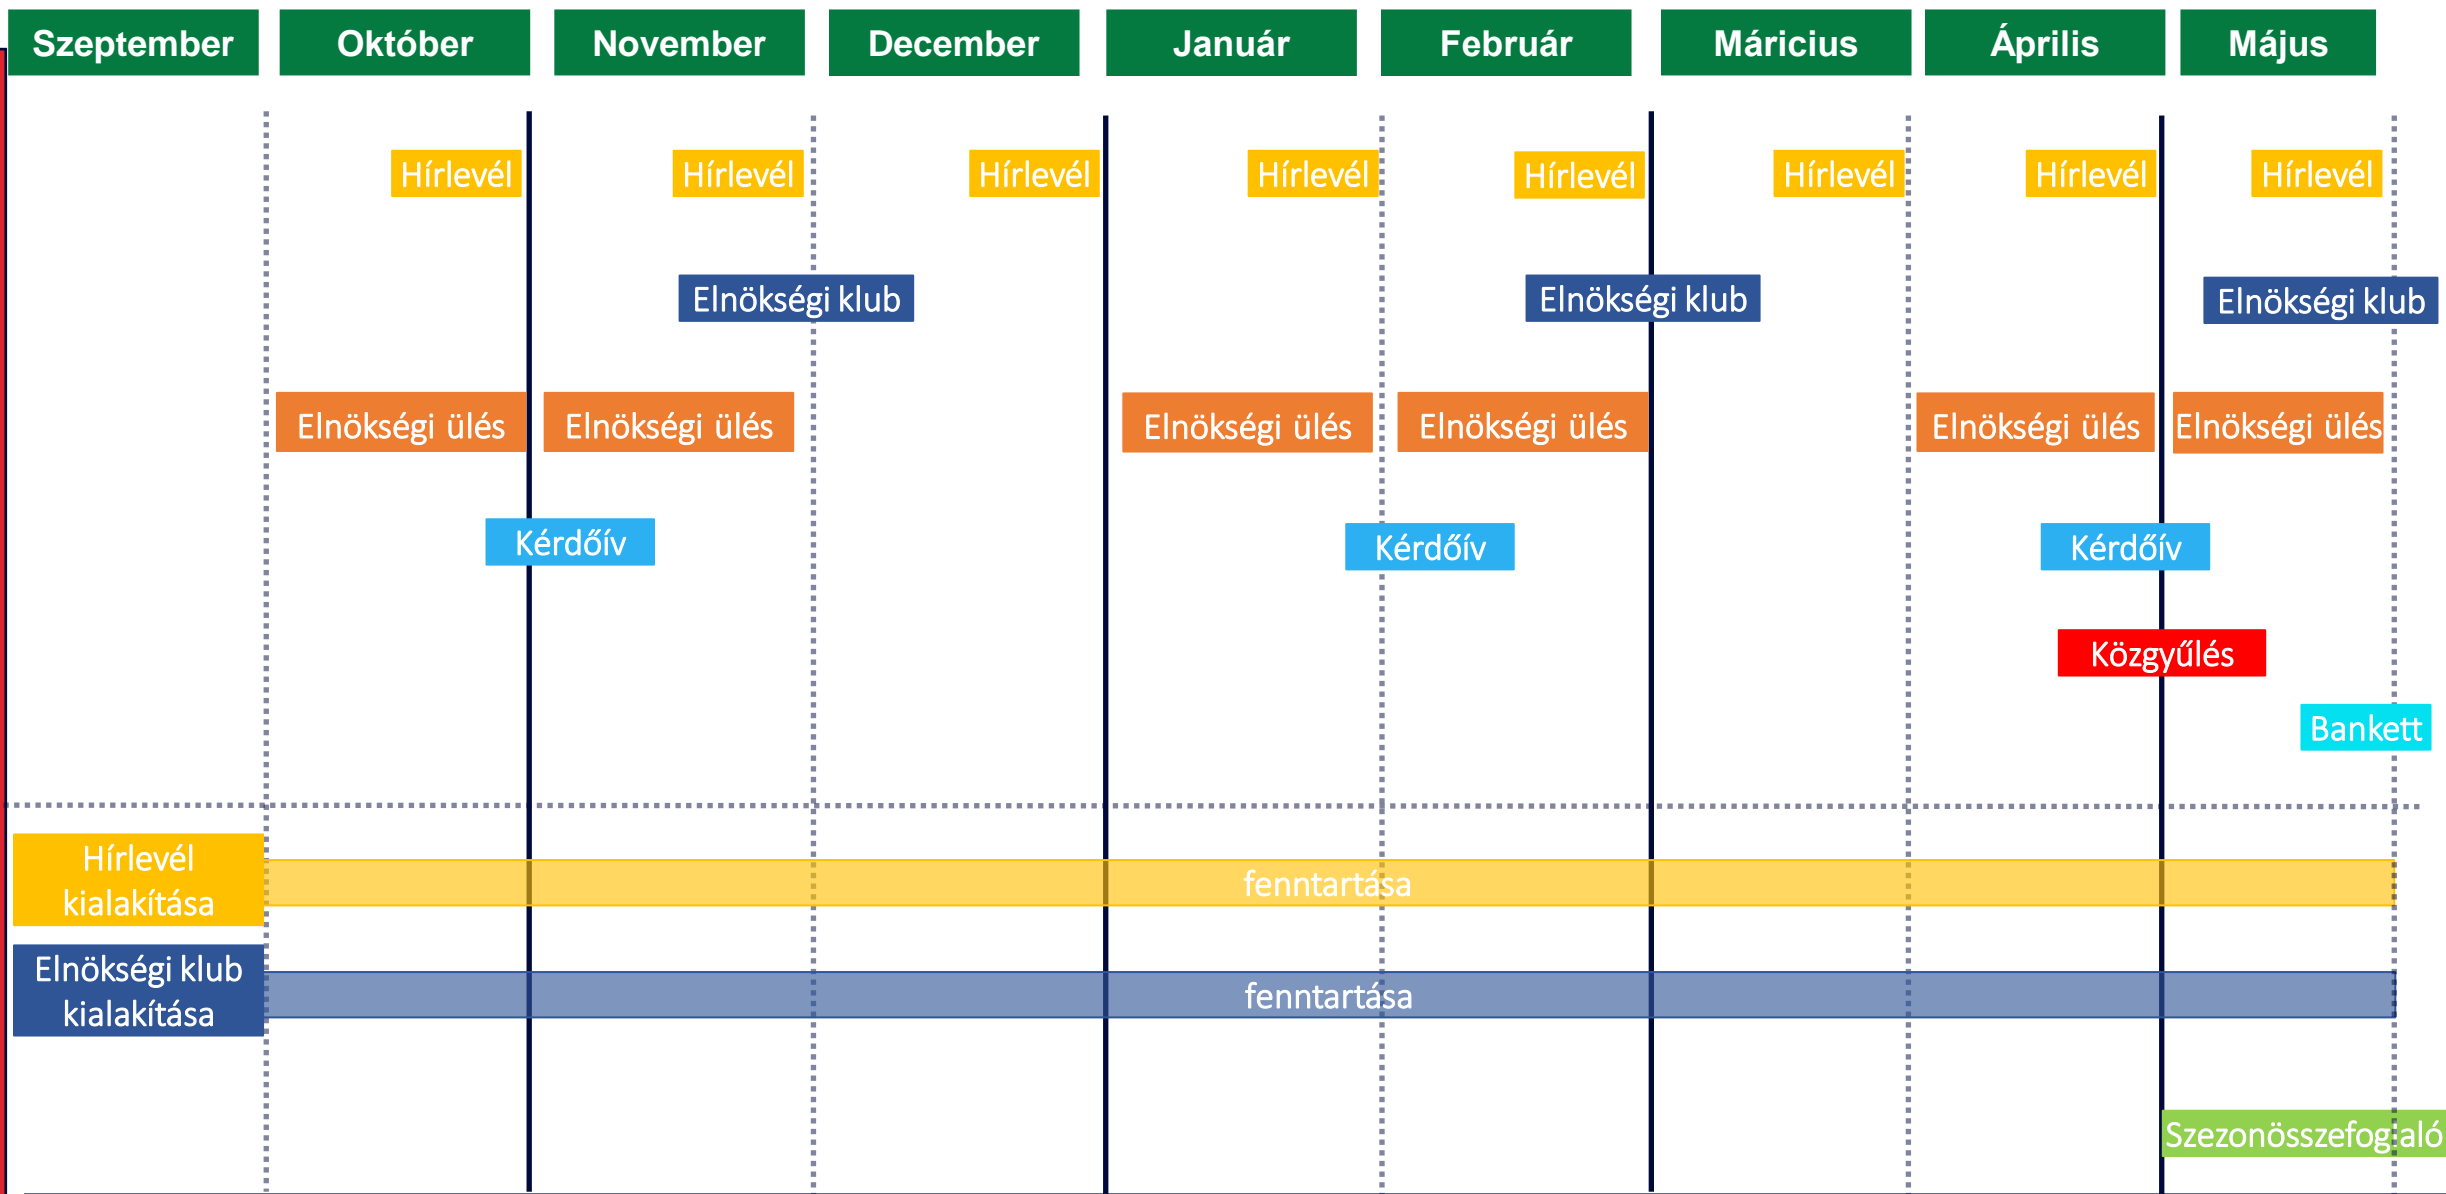 Szeptember
Október
November
December
Január
Február
Máricius
Április
Május
Hírlevél
Hírlevél
Hírlevél
Hírlevél
Hírlevél
Hírlevél
Hírlevél
Hírlevél
Elnökségi klub
Elnökségi klub
Elnökségi klub
Elnökségi ülés
Elnökségi ülés
Elnökségi ülés
Elnökségi ülés
Elnökségi ülés
Elnökségi ülés
Kérdőív
Kérdőív
Kérdőív
Közgyűlés
Bankett
Hírlevél
kialakítása
fenntartása
Elnökségi klub
kialakítása
fenntartása
Szezonösszefoglaló